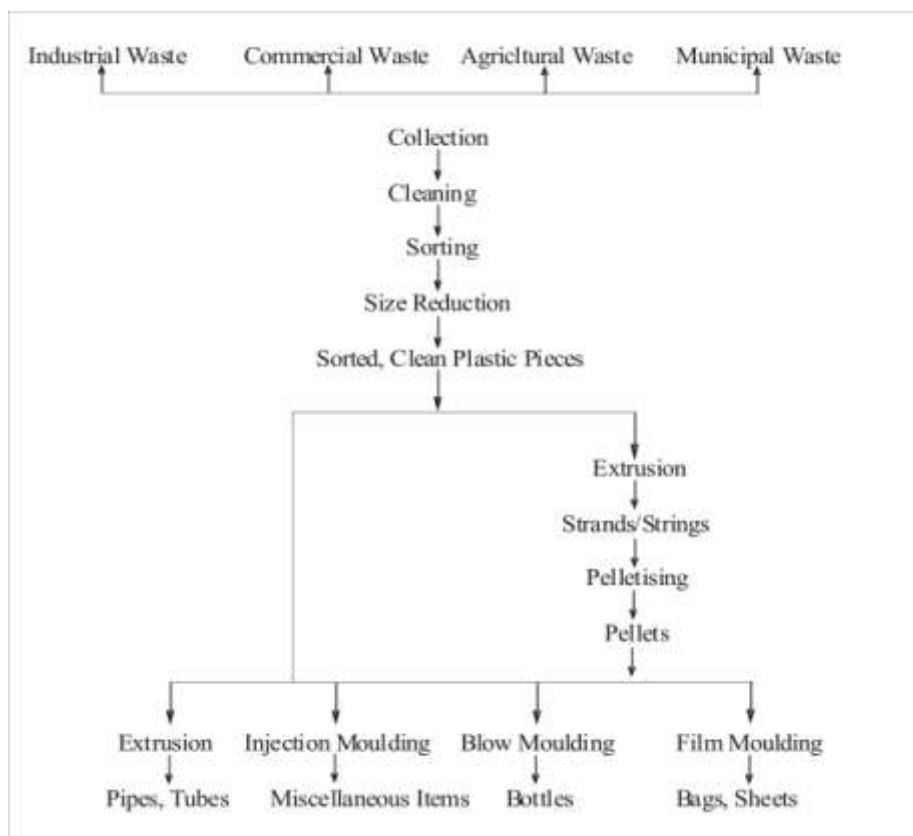 Industrial Waste Commercial Waste Agricltural Waste Municipal Waste
Collection
Cleaning
Sorting
Size Reduction
Sorted, Clean Plastic Pieces
Extrusion
Strands/Strings
Pelletising
Pellets
Extrusion Injection Moulding Blow Moulding Film Moulding
Pipes, Tubes Miscellaneous Items Bottles Bags, Sheets